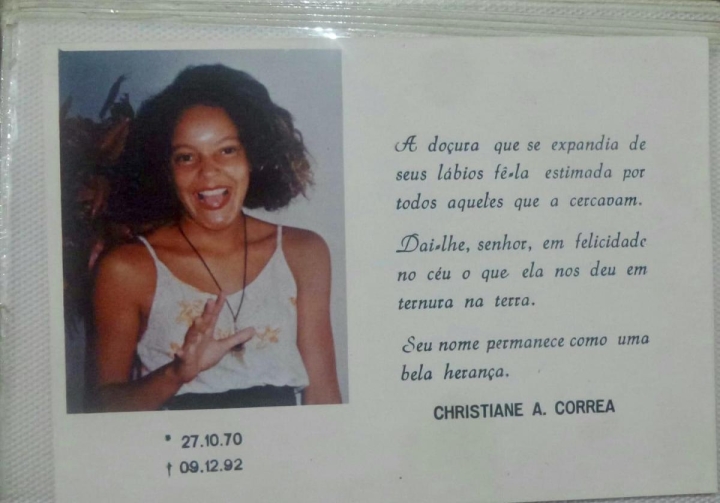 A doçura que se expandia de
seus lábios fê-la estimada por
todos aqueles que a cercavam.
Dai-lhe, senhor, em felicidade
no céu o que ela nos deu em
ternura na terra.
Seu nome permanece como uma
bela herança.
CHRISTIANE A. CORREA
* 27.10.70
† 09.12.92